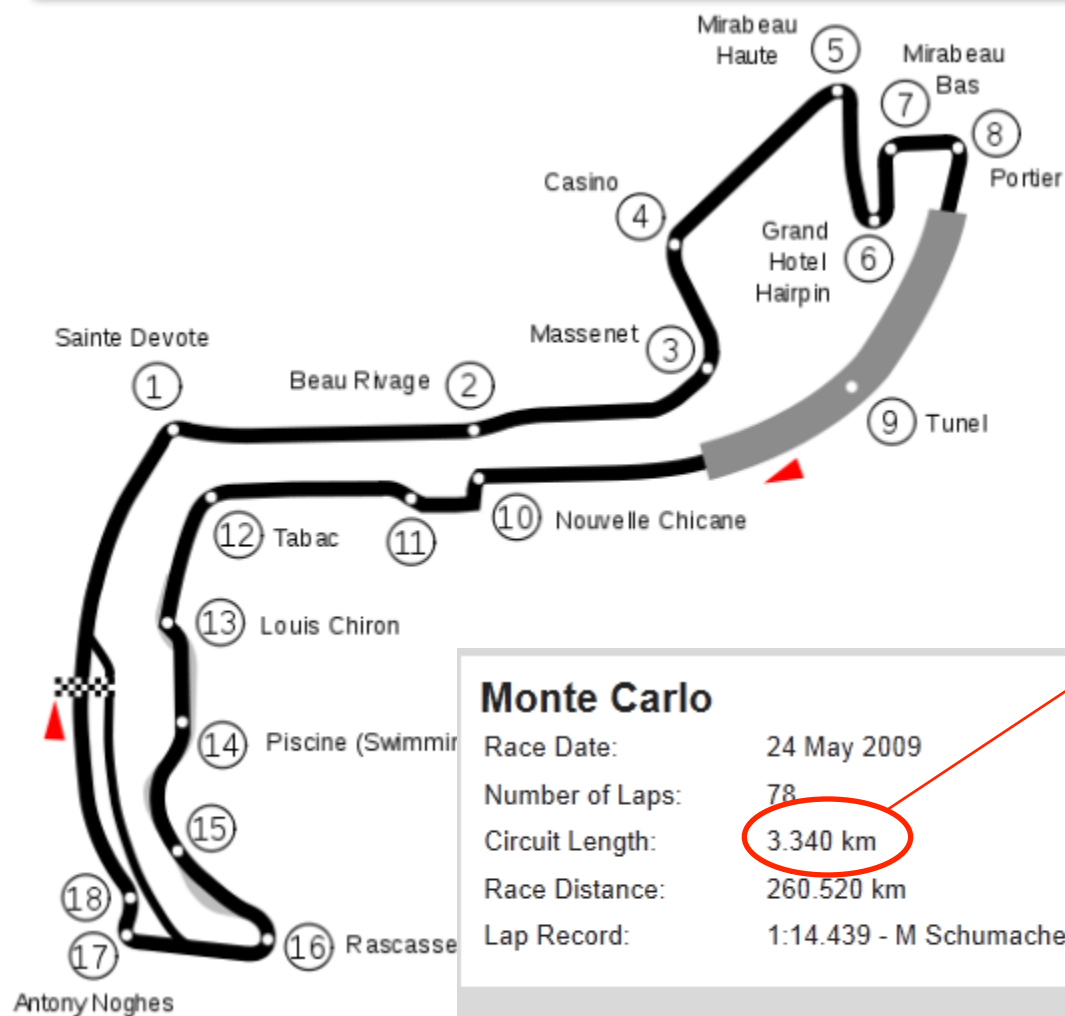 Mirabeau
Haute
5
Mirabeau
Bas
7
8
Portier
Casino
4
Grand
Hotel
Hairpin
6
Sainte Devote
1
Massenet
3
Beau Rivage
2
9
Tunel
10
Nouvelle Chicane
12
Tabac
11
13
Louis Chiron
14
Piscine (Swimmin
15
18
17
16
Rascasse
Antony Noghes
Monte Carlo
Race Date: 24 May 2009
Number of Laps: 78
Circuit Length: 3.340 km
Race Distance: 260.520 km
Lap Record: 1:14.439 - M Schumache